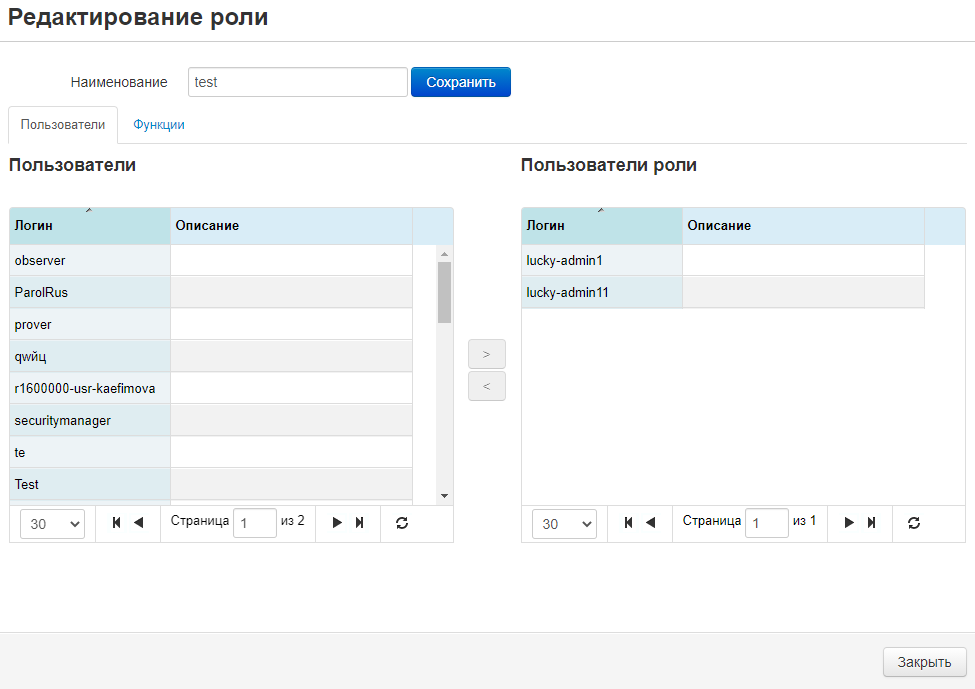 Редактирование роли
Наименование test Сохранить
Пользователи Функции
Пользователи
Логин Описание
observer
ParolRus
prover
qwйц
r1600000-usr-kaefimova
securitymanager
te
Test
30 Страница 1 из 2
>
<
Пользователи роли
Логин Описание
lucky-admin1
lucky-admin11
30 Страница 1 из 1
Закрыть